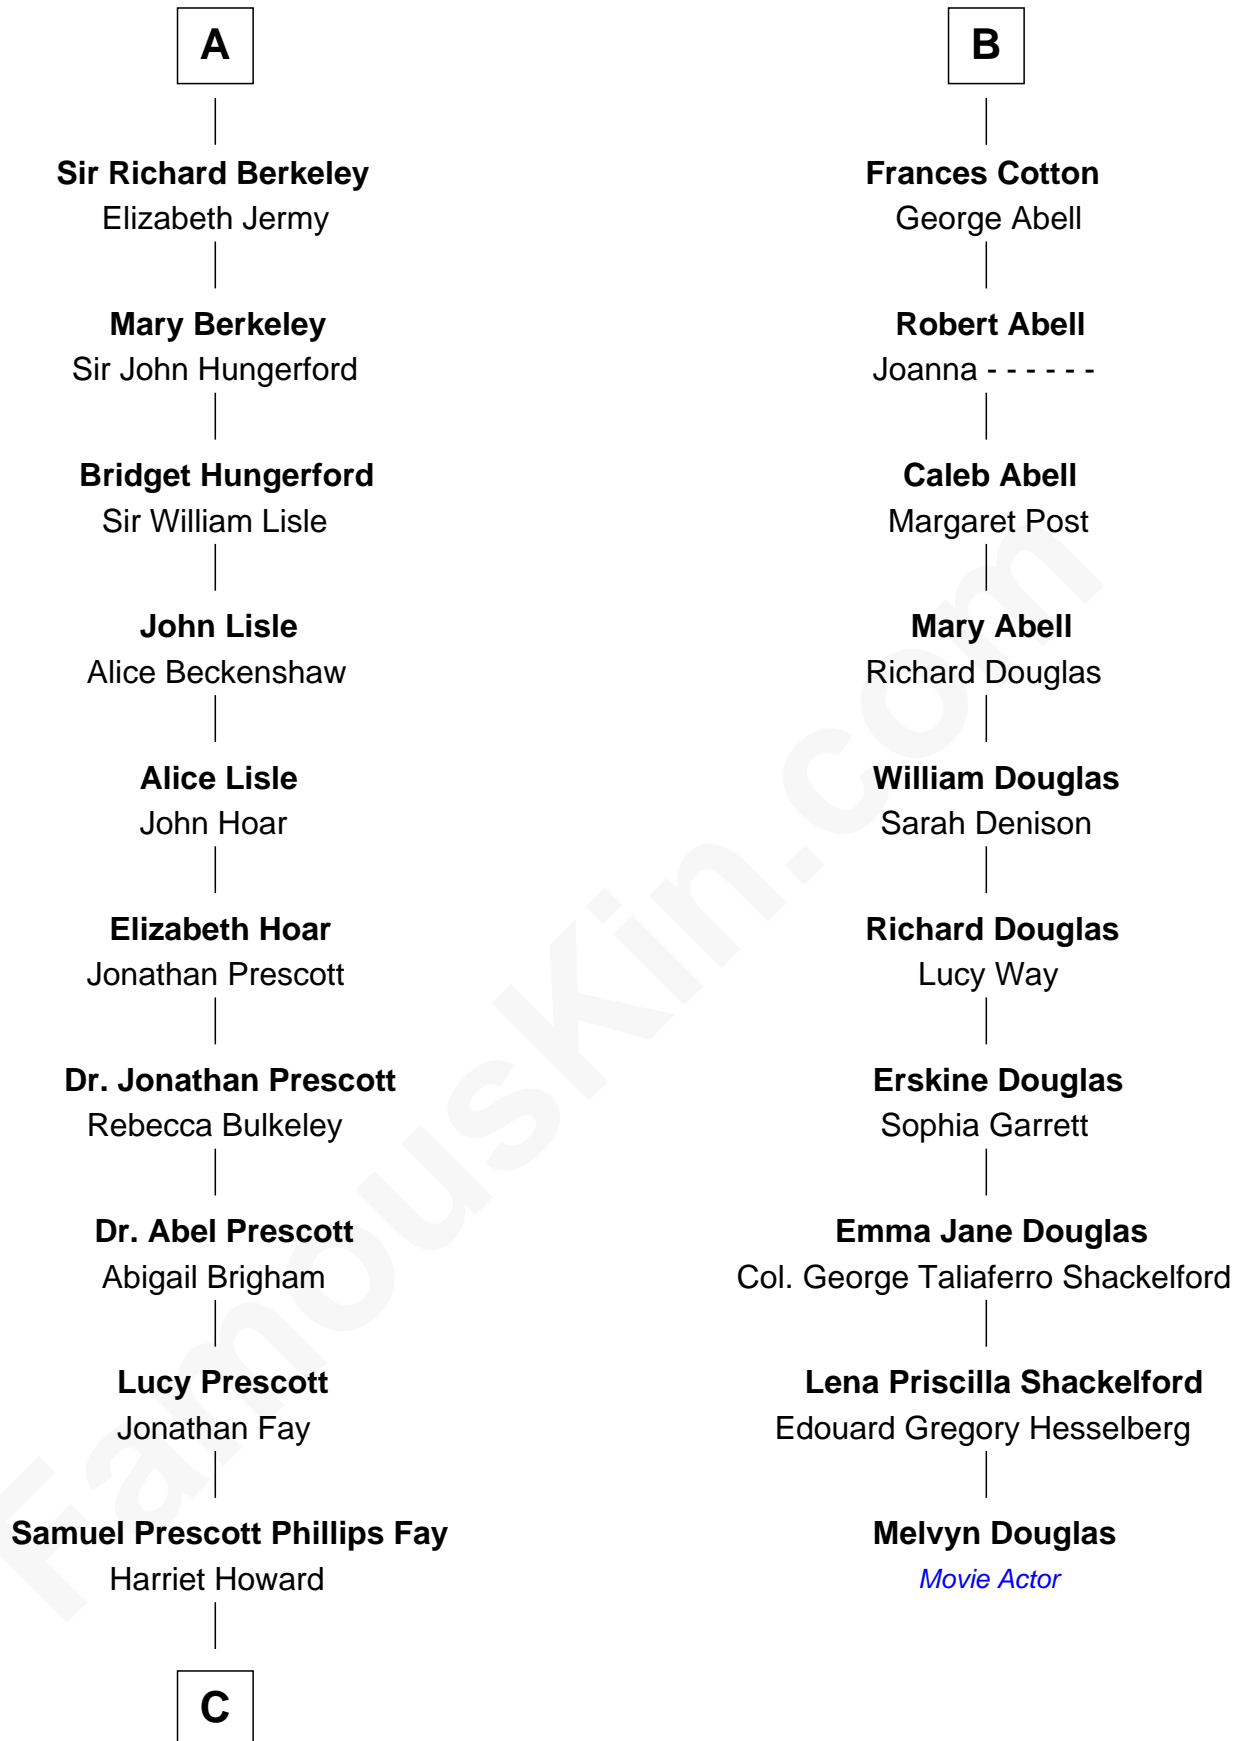 A
Sir Richard Berkeley
Elizabeth Jermy
Mary Berkeley
Sir John Hungerford
Bridget Hungerford
Sir William Lisle
John Lisle
Alice Beckenshaw
Alice Lisle
John Hoar
Elizabeth Hoar
Jonathan Prescott
Dr. Jonathan Prescott
Rebecca Bulkeley
Dr. Abel Prescott
Abigail Brigham
Lucy Prescott
Jonathan Fay
Samuel Prescott Phillips Fay
Harriet Howard
C
B
Frances Cotton
George Abell
Robert Abell
Joanna - - - - - -
Caleb Abell
Margaret Post
Mary Abell
Richard Douglas
William Douglas
Sarah Denison
Richard Douglas
Lucy Way
Erskine Douglas
Sophia Garrett
Emma Jane Douglas
Col. George Taliaferro Shackelford
Lena Priscilla Shackelford
Edouard Gregory Hesselberg
Melvyn Douglas
Movie Actor
FamousKin.com